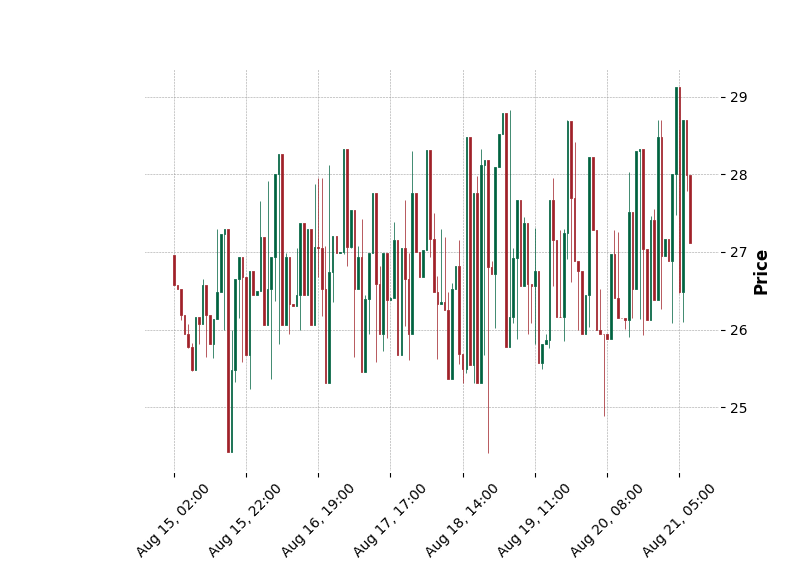 29
28
27
26
25
Price
Aug 15, 02:00
Aug 15, 22:00
Aug 16, 19:00
Aug 17, 17:00
Aug 18, 14:00
Aug 19, 11:00
Aug 20, 08:00
Aug 21, 05:00